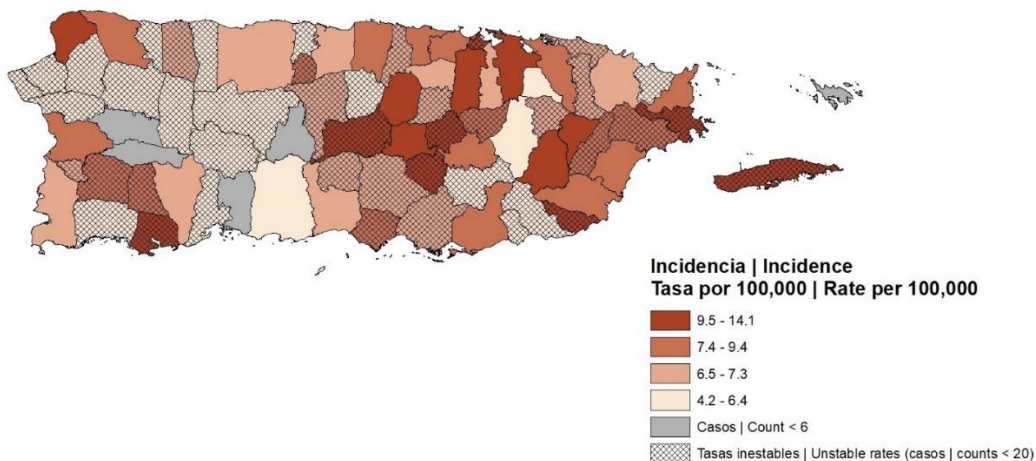 Incidencia | Incidence
Tasa por 100,000 | Rate per 100,000
9.5 - 14.1
7.4 - 9.4
6.5 - 7.3
4.2 - 6.4
Casos | Count < 6
Tasas inestables | Unstable rates (casos | counts < 20)